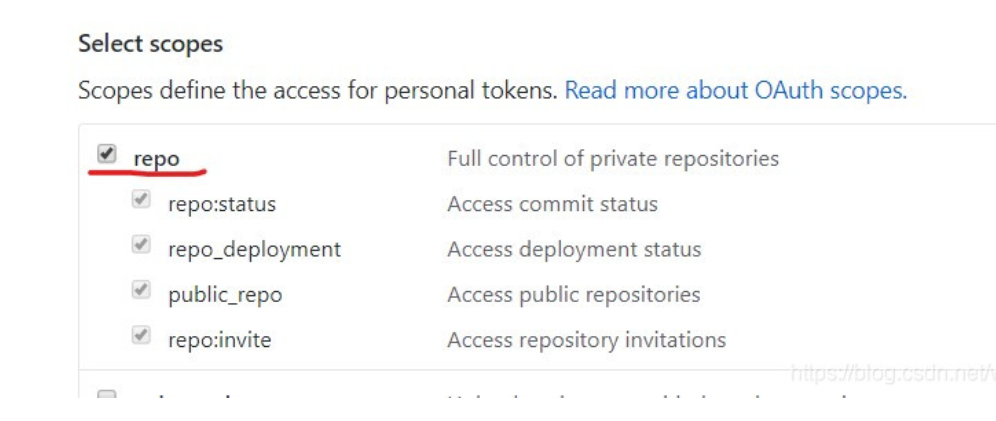 Select scopes
Scopes define the access for personal tokens. Read more about OAuth scopes.
repo Full control of private repositories
repo:status Access commit status
repo_deployment Access deployment status
public_repo Access public repositories
repo:invite Access repository invitations
https://blog.csdn.net/v